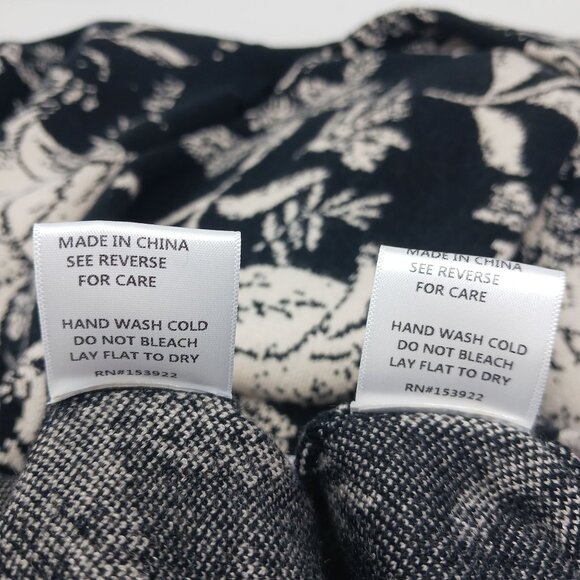 MADE IN CHINA
SEE REVERSE
FOR CARE
HAND WASH COLD
DO NOT BLEACH
LAY FLAT TO DRY
RN#153922
MADE IN CHINA
SEE REVERSE
FOR CARE
HAND WASH COLD
DO NOT BLEACH
LAY FLAT TO DRY
RN#153922